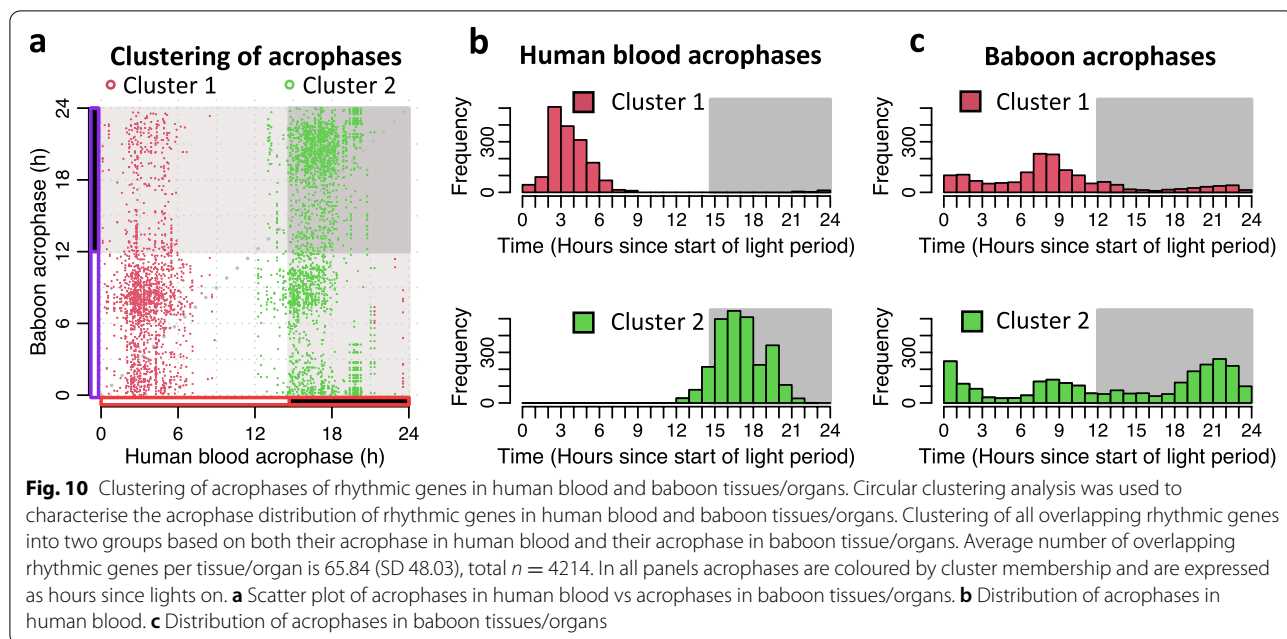 a
Clustering of acrophases
Cluster 1
Cluster 2
24
18
12
6
0
Baboon acrophase (h)
0 6 12 18 24
Human blood acrophase (h)
b
Human blood acrophases
Cluster 1
Frequency
300
0
0 3 6 9 12 15 18 21 24
Time (Hours since start of light period)
Cluster 2
Frequency
300
0
0 3 6 9 12 15 18 21 24
Time (Hours since start of light period)
c
Baboon acrophases
Cluster 1
Frequency
300
0
0 3 6 9 12 15 18 21 24
Time (Hours since start of light period)
Cluster 2
Frequency
300
0
0 3 6 9 12 15 18 21 24
Time (Hours since start of light period)
Fig. 10 Clustering of acrophases of rhythmic genes in human blood and baboon tissues/organs. Circular clustering analysis was used to
characterise the acrophase distribution of rhythmic genes in human blood and baboon tissues/organs. Clustering of all overlapping rhythmic genes
into two groups based on both their acrophase in human blood and their acrophase in baboon tissue/organs. Average number of overlapping
rhythmic genes per tissue/organ is 65.84 (SD 48.03), total n = 4214. In all panels acrophases are coloured by cluster membership and are expressed
as hours since lights on. a Scatter plot of acrophases in human blood vs acrophases in baboon tissues/organs. b Distribution of acrophases in
human blood. c Distribution of acrophases in baboon tissues/organs